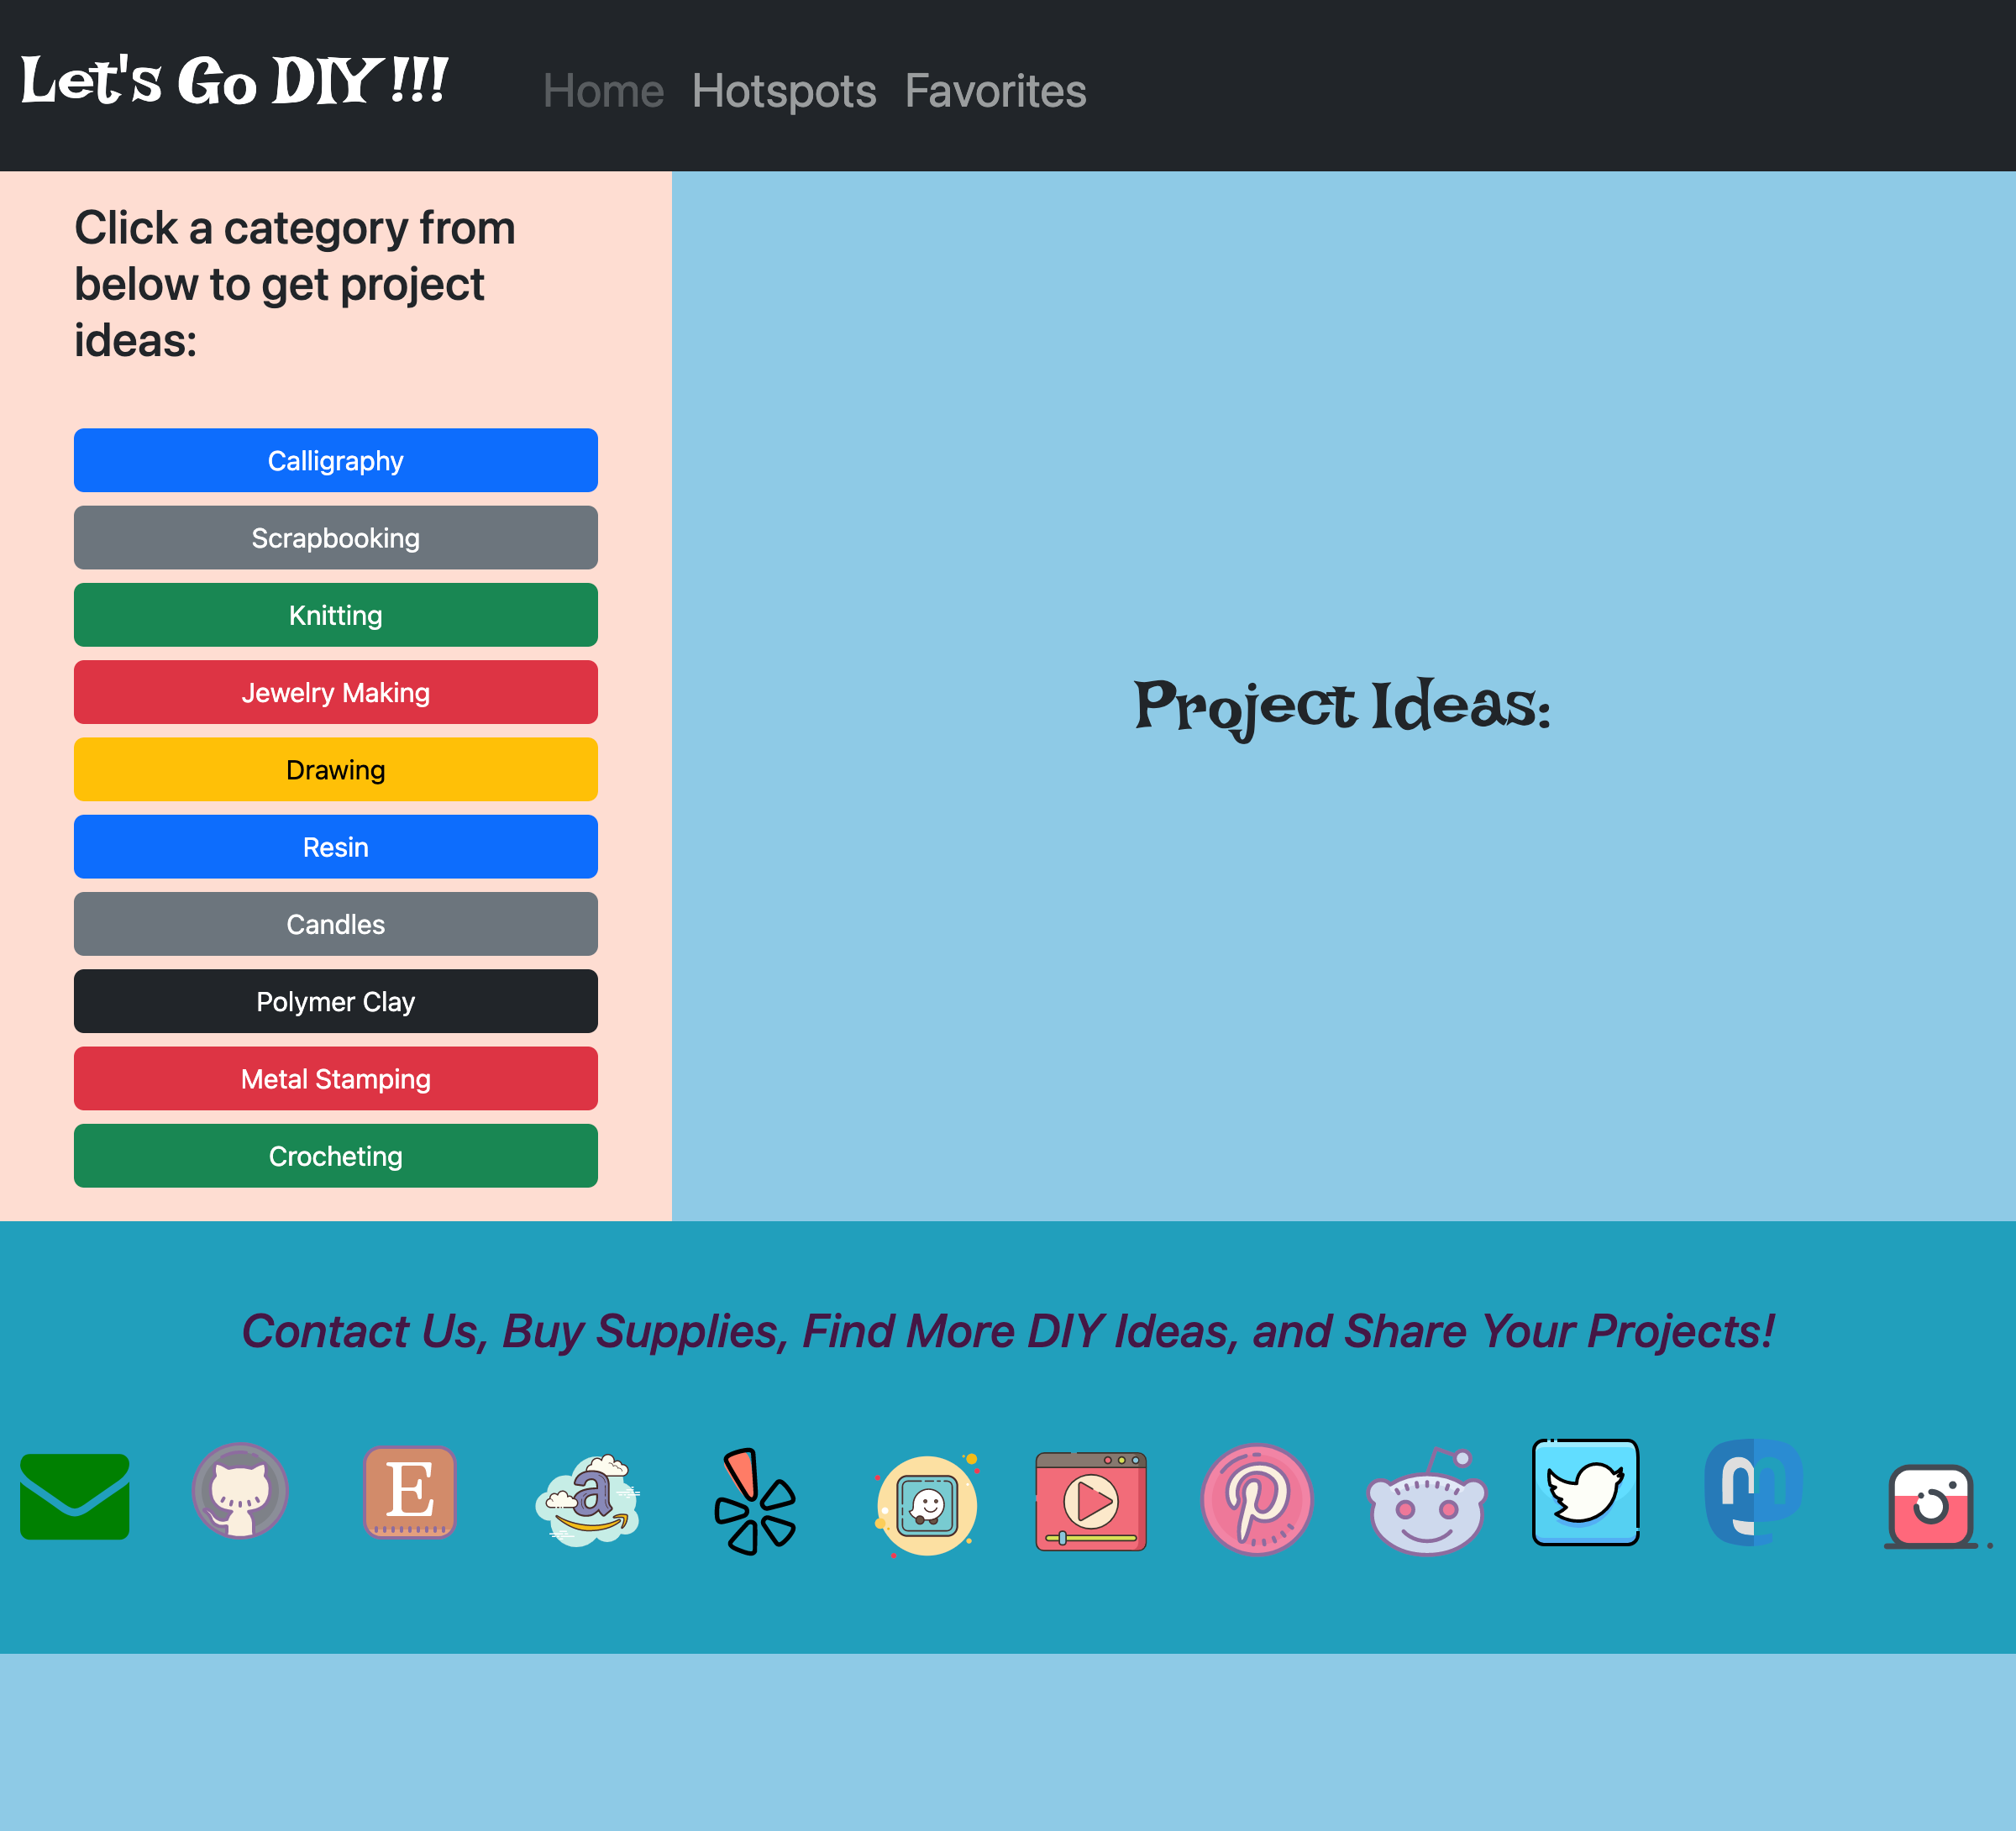 Let's Go DIY!!!
Home Hotspots Favorites
Click a category from
below to get project
ideas:
Calligraphy
Scrapbooking
Knitting
Jewelry Making
Drawing
Resin
Candles
Polymer Clay
Metal Stamping
Crocheting
Project Ideas:
Contact Us, Buy Supplies, Find More DIY Ideas, and Share Your Projects!
E
a